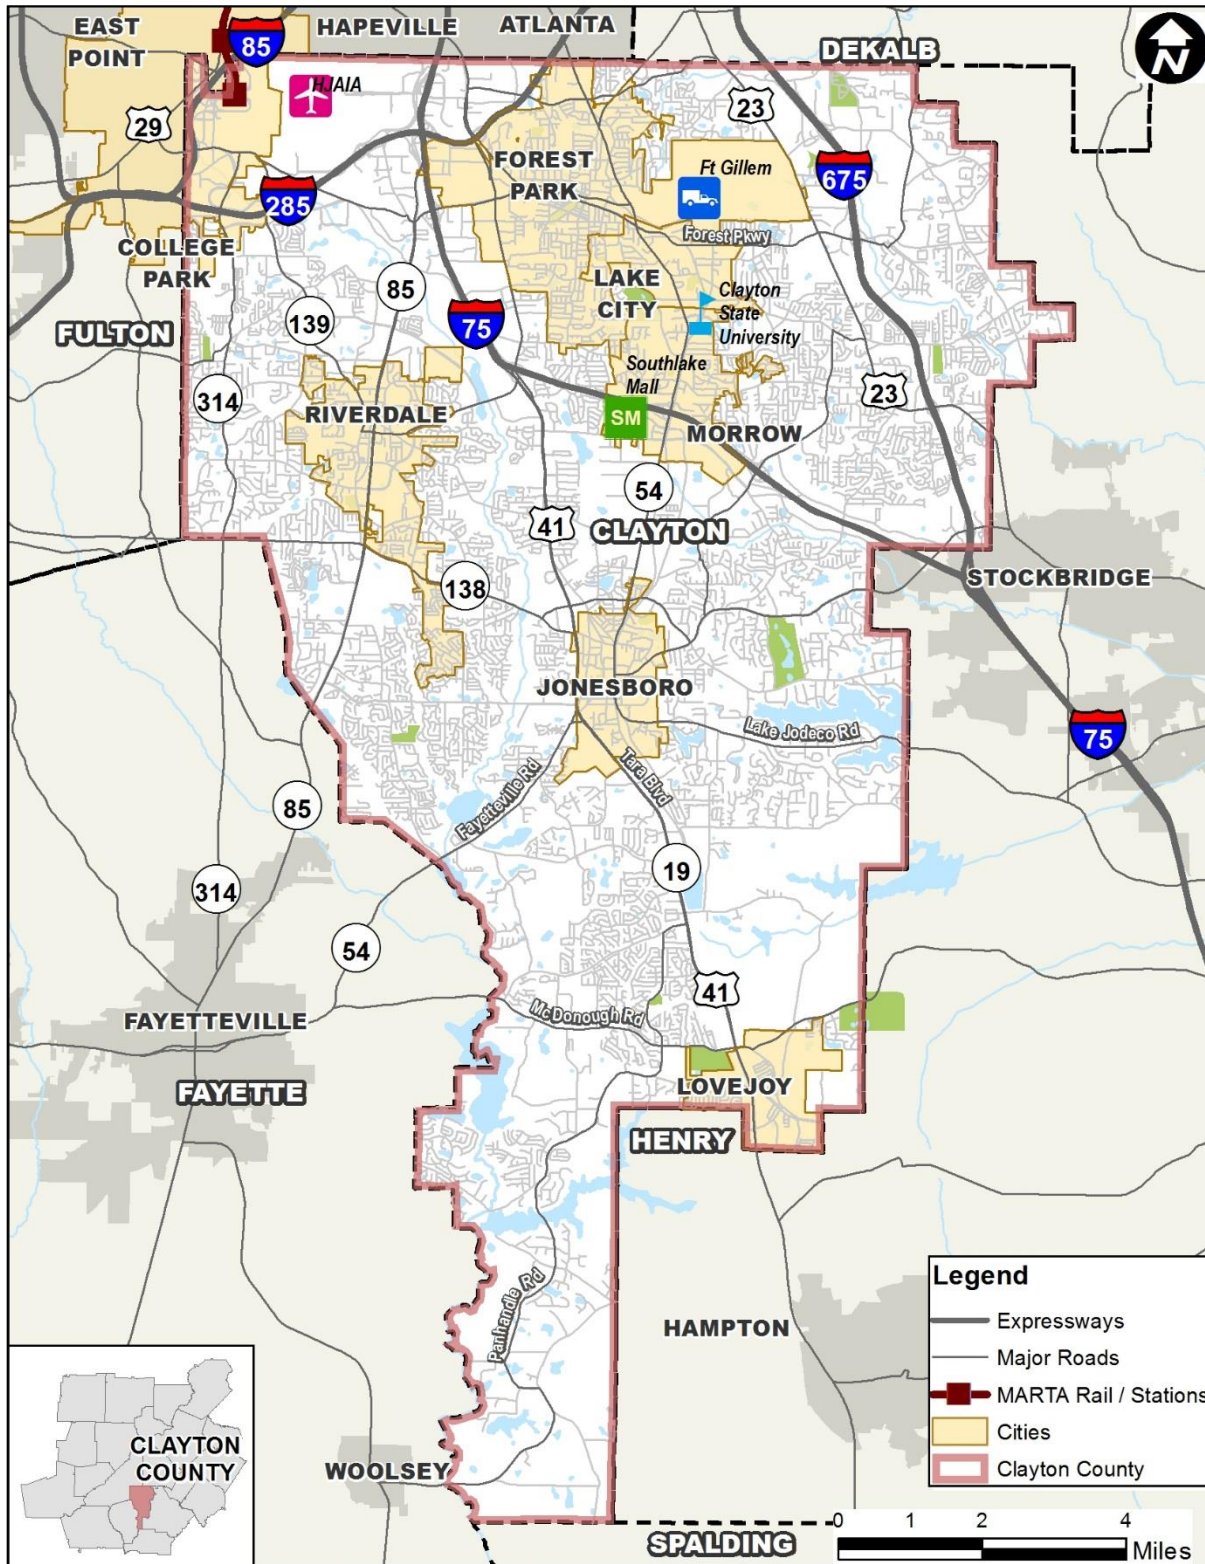 EAST
POINT
85
HAPEVILLE
ATLANTA
DEKALB
N
HJAIA
29
23
FOREST
PARK
Ft Gillem
675
285
Forest Pkwy
COLLEGE
PARK
85
LAKE
CITY
Clayton
State
University
FULTON
139
75
Southlake
Mall
314
RIVERDALE
SM
23
MORROW
54
41
CLAYTON
138
STOCKBRIDGE
JONESBORO
Lake Jodeco Rd
75
Tara Blvd
Fayetteville Rd
85
19
314
54
41
McDonough Rd
FAYETTEVILLE
FAYETTE
LOVEJOY
HENRY
Panhandle Rd
HAMPTON
WOOLSEY
SPALDING
CLAYTON
COUNTY
Legend
Expressways
Major Roads
MARTA Rail / Stations
Cities
Clayton County
0 1 2 4
Miles